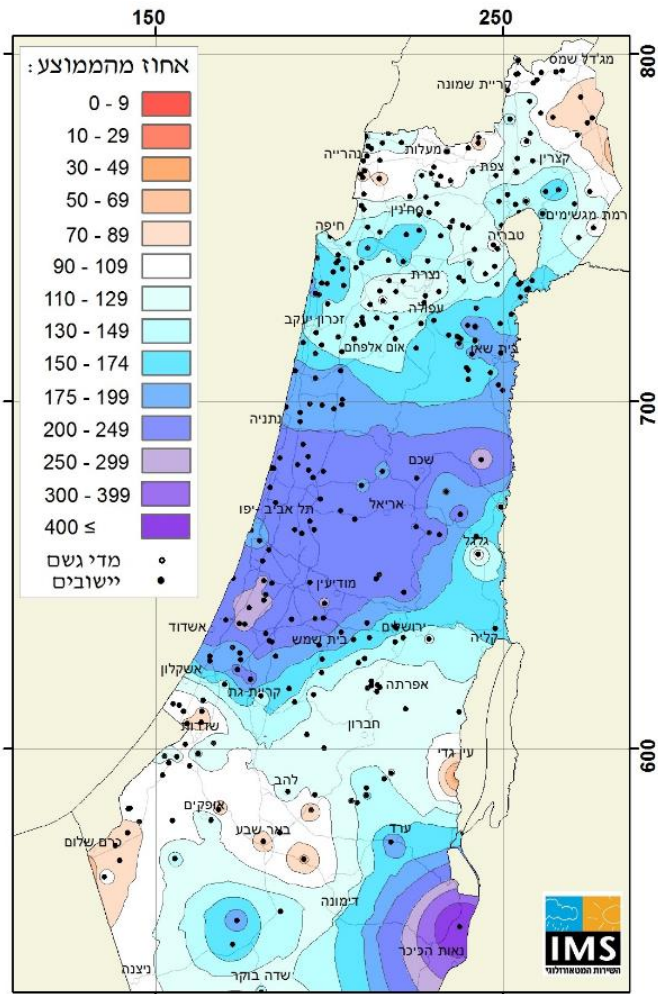 150
250
800
700
600
אחוז מהממוצע:
0 - 9
10 - 29
30 - 49
50 - 69
70 - 89
90 - 109
110 - 129
130 - 149
150 - 174
175 - 199
200 - 249
250 - 299
300 - 399
400 ≤
מדי גשם
יישובים
מג'דל שמס
קריית שמונה
מעלות
נהרייה
צפת
קצרין
סח'נין
רמת מגשימים
חיפה
טבריה
נצרת
עפולה
זכרון יעקב
אום אלפחם
בית שאן
נתניה
שכם
אריאל
תל אביב -יפו
גלגל
מודיעין
אשדוד
ירושלים
בית שמש
קליה
אשקלון
קריית גת
אפרתה
שדרות
חברון
עין גדי
להב
אופקים
באר שבע
ערד
כרם שלום
דימונה
נאות הכיכר
ניצנה
שדה בוקר
IMS
השירות המטאורולוגי